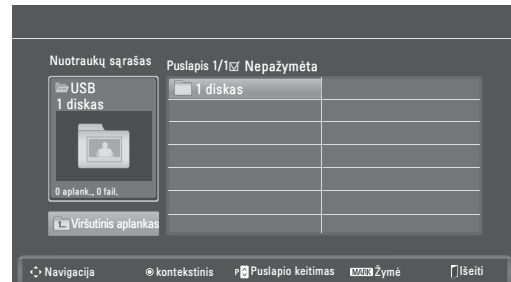 Nuotraukų sąrašas
Puslapis 1/1 Nepažymėta
USB
1 diskas
0 aplank., 0 fail.
Viršutinis aplankas
1 diskas
Navigacija
kontekstinis
P Puslapio keitimas
MARK Žymė
Išeiti